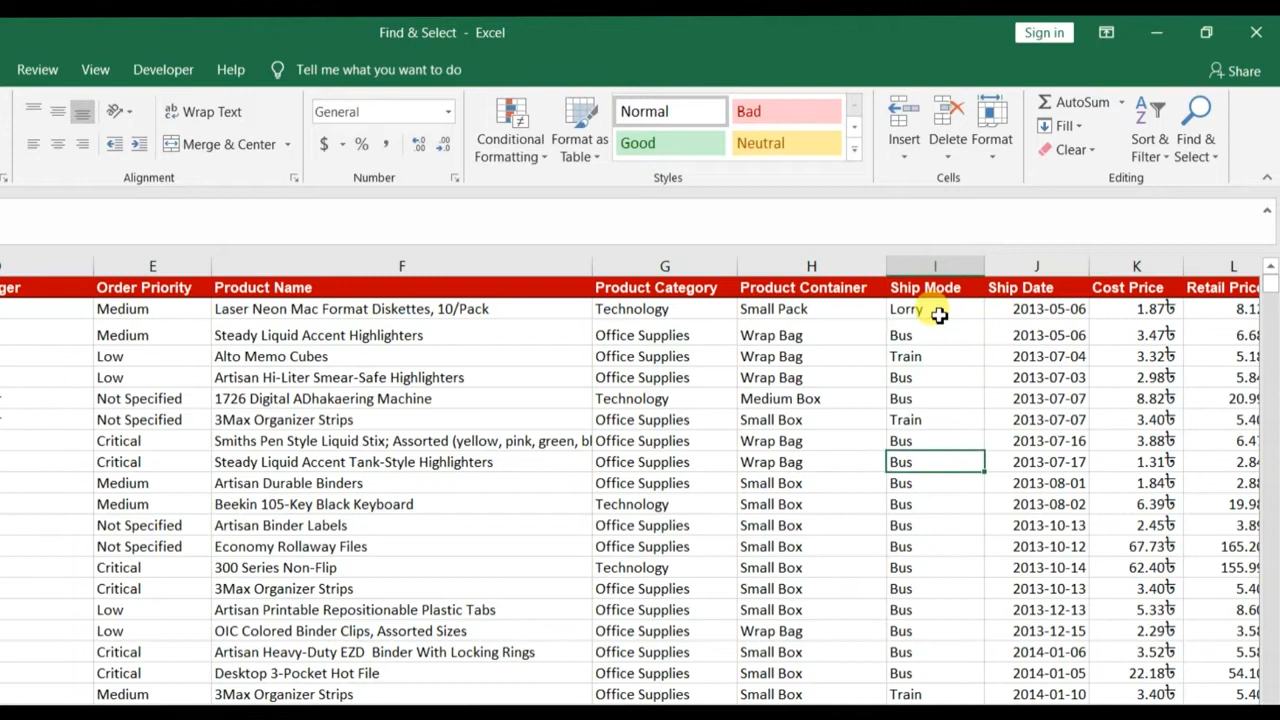 Find & Select - Excel
Sign in
Review View Developer Help Tell me what you want to do
Share
Wrap Text
Merge & Center
Alignment
General
$ % ,
Number
Conditional Formatting
Format as Table
Normal Bad
Good Neutral
Styles
Insert Delete Format
Cells
AutoSum
Fill
Clear
Sort & Filter
Find & Select
Editing
E F G H I J K L
ger Order Priority Product Name Product Category Product Container Ship Mode Ship Date Cost Price Retail Price
Medium Laser Neon Mac Format Diskettes, 10/Pack Technology Small Pack Lorry 2013-05-06 1.87৳ 8.12
Medium Steady Liquid Accent Highlighters Office Supplies Wrap Bag Bus 2013-05-06 3.47৳ 6.68
Low Alto Memo Cubes Office Supplies Wrap Bag Train 2013-07-04 3.32৳ 5.18
Low Artisan Hi-Liter Smear-Safe Highlighters Office Supplies Wrap Bag Bus 2013-07-03 2.98৳ 5.84
Not Specified 1726 Digital ADhakaering Machine Technology Medium Box Bus 2013-07-07 8.82৳ 20.99
Not Specified 3Max Organizer Strips Office Supplies Small Box Train 2013-07-07 3.40৳ 5.40
Critical Smiths Pen Style Liquid Stix; Assorted (yellow, pink, green, bl Office Supplies Wrap Bag Bus 2013-07-16 3.88৳ 6.47
Critical Steady Liquid Accent Tank-Style Highlighters Office Supplies Wrap Bag Bus 2013-07-17 1.31৳ 2.84
Medium Artisan Durable Binders Office Supplies Small Box Bus 2013-08-01 1.84৳ 2.88
Medium Beekin 105-Key Black Keyboard Technology Small Box Bus 2013-08-02 6.39৳ 19.98
Not Specified Artisan Binder Labels Office Supplies Small Box Bus 2013-10-13 2.45৳ 3.89
Not Specified Economy Rollaway Files Office Supplies Small Box Bus 2013-10-12 67.73৳ 165.20
Critical 300 Series Non-Flip Technology Small Box Bus 2013-10-14 62.40৳ 155.99
Critical 3Max Organizer Strips Office Supplies Small Box Bus 2013-10-13 3.40৳ 5.40
Low Artisan Printable Repositionable Plastic Tabs Office Supplies Small Box Bus 2013-12-13 5.33৳ 8.60
Low OIC Colored Binder Clips, Assorted Sizes Office Supplies Wrap Bag Bus 2013-12-15 2.29৳ 3.58
Critical Artisan Heavy-Duty EZD Binder With Locking Rings Office Supplies Small Box Bus 2014-01-06 3.52৳ 5.58
Critical Desktop 3-Pocket Hot File Office Supplies Small Box Bus 2014-01-05 22.18৳ 54.10
Medium 3Max Organizer Strips Office Supplies Small Box Train 2014-01-10 3.40৳ 5.40